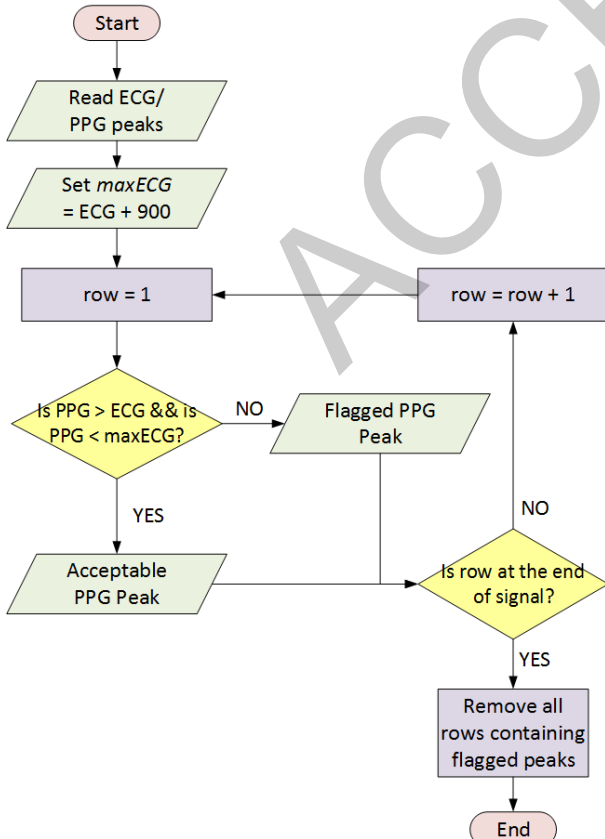 Start
Read ECG/
PPG peaks
Set maxECG
= ECG + 900
row = 1
row = row + 1
Is PPG > ECG && is
PPG < maxECG?
NO
Flagged PPG
Peak
YES
Acceptable
PPG Peak
NO
Is row at the end
of signal?
YES
Remove all
rows containing
flagged peaks
End